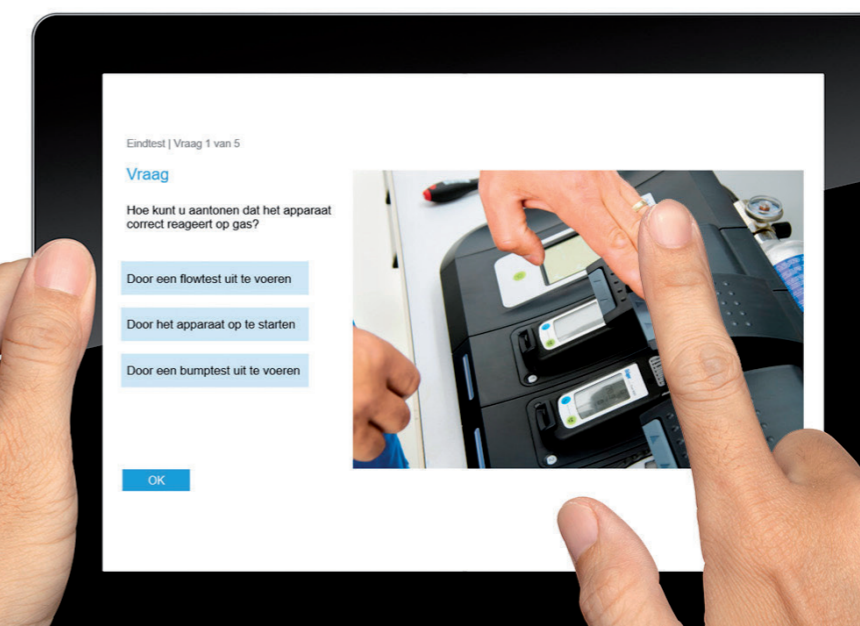 Eindtest | Vraag 1 van 5
Vraag
Hoe kunt u aantonen dat het apparaat
correct reageert op gas?
Door een flowtest uit te voeren
Door het apparaat op te starten
Door een bumptest uit te voeren
OK